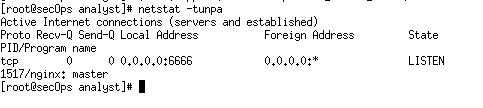 [root@secOps analyst]# netstat -tunpa
Active Internet connections (servers and established)
Proto Recv-Q Send-Q Local Address           Foreign Address         State
PID/Program name
tcp        0      0 0.0.0.0:6666            0.0.0.0:*               LISTEN
1517/nginx: master
[root@secOps analyst]#